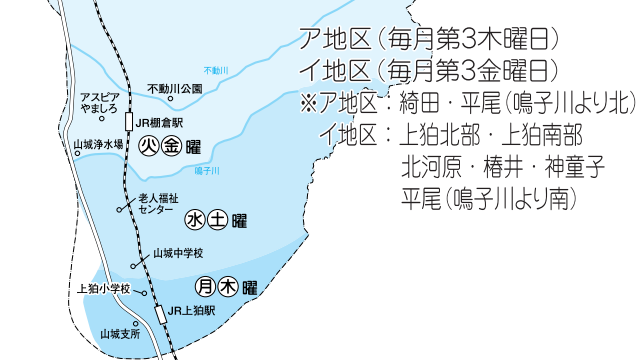 ア地区（毎月第3木曜日）
イ地区（毎月第3金曜日）
※ア地区：綺田・平尾（鳴子川より北）
イ地区：上狛北部・上狛南部
北河原・椿井・神童子
平尾（鳴子川より南）
不動川
不動川公園
アスピア
やましろ
JR棚倉駅
山城浄水場
火金曜
鳴子川
老人福祉
センター
水土曜
山城中学校
月木曜
上狛小学校
JR上狛駅
山城支所